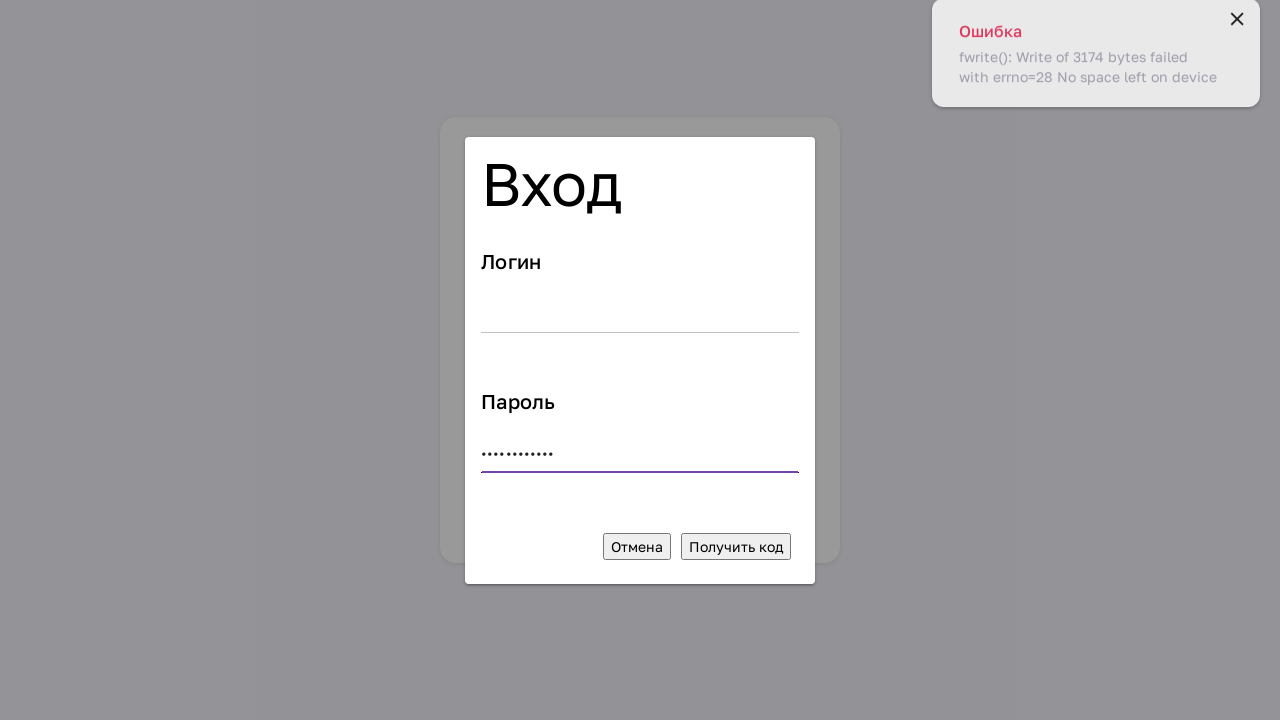 Ошибка
fwrite(): Write of 3174 bytes failed
with errno=28 No space left on device
Вход
Логин
Пароль
••••••••••••
Отмена
Получить код